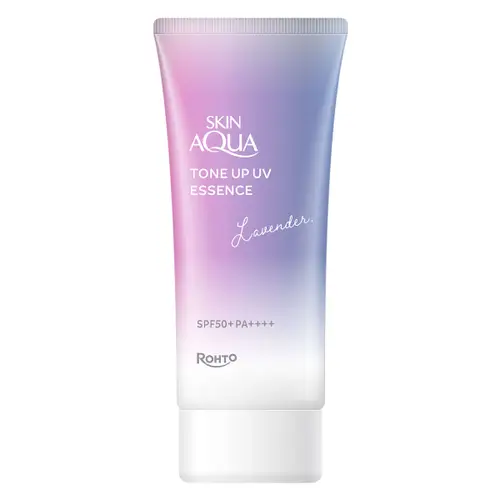 SKIN
AQUA
TONE UP UV
ESSENCE
Lavender.
SPF50+PA++++
ROHTO